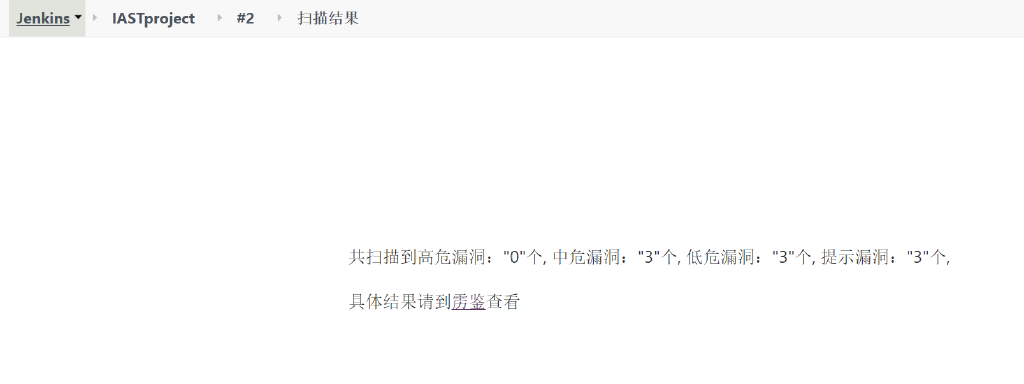 Jenkins IASTproject #2 扫描结果
共扫描到高危漏洞："0"个, 中危漏洞："3"个, 低危漏洞："3"个, 提示漏洞："3"个,
具体结果请到雳鉴查看